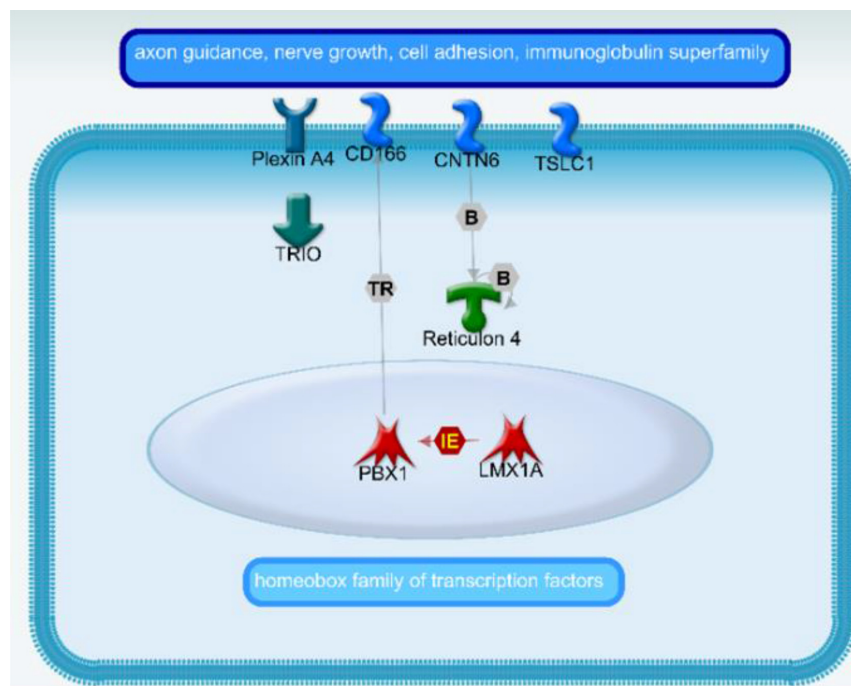 axon guidance, nerve growth, cell adhesion, immunoglobulin superfamily
Plexin A4
CD166
CNTN6
TSLC1
B
TRIO
B
TR
Reticulon 4
IE
PBX1
LMX1A
homeobox family of transcription factors